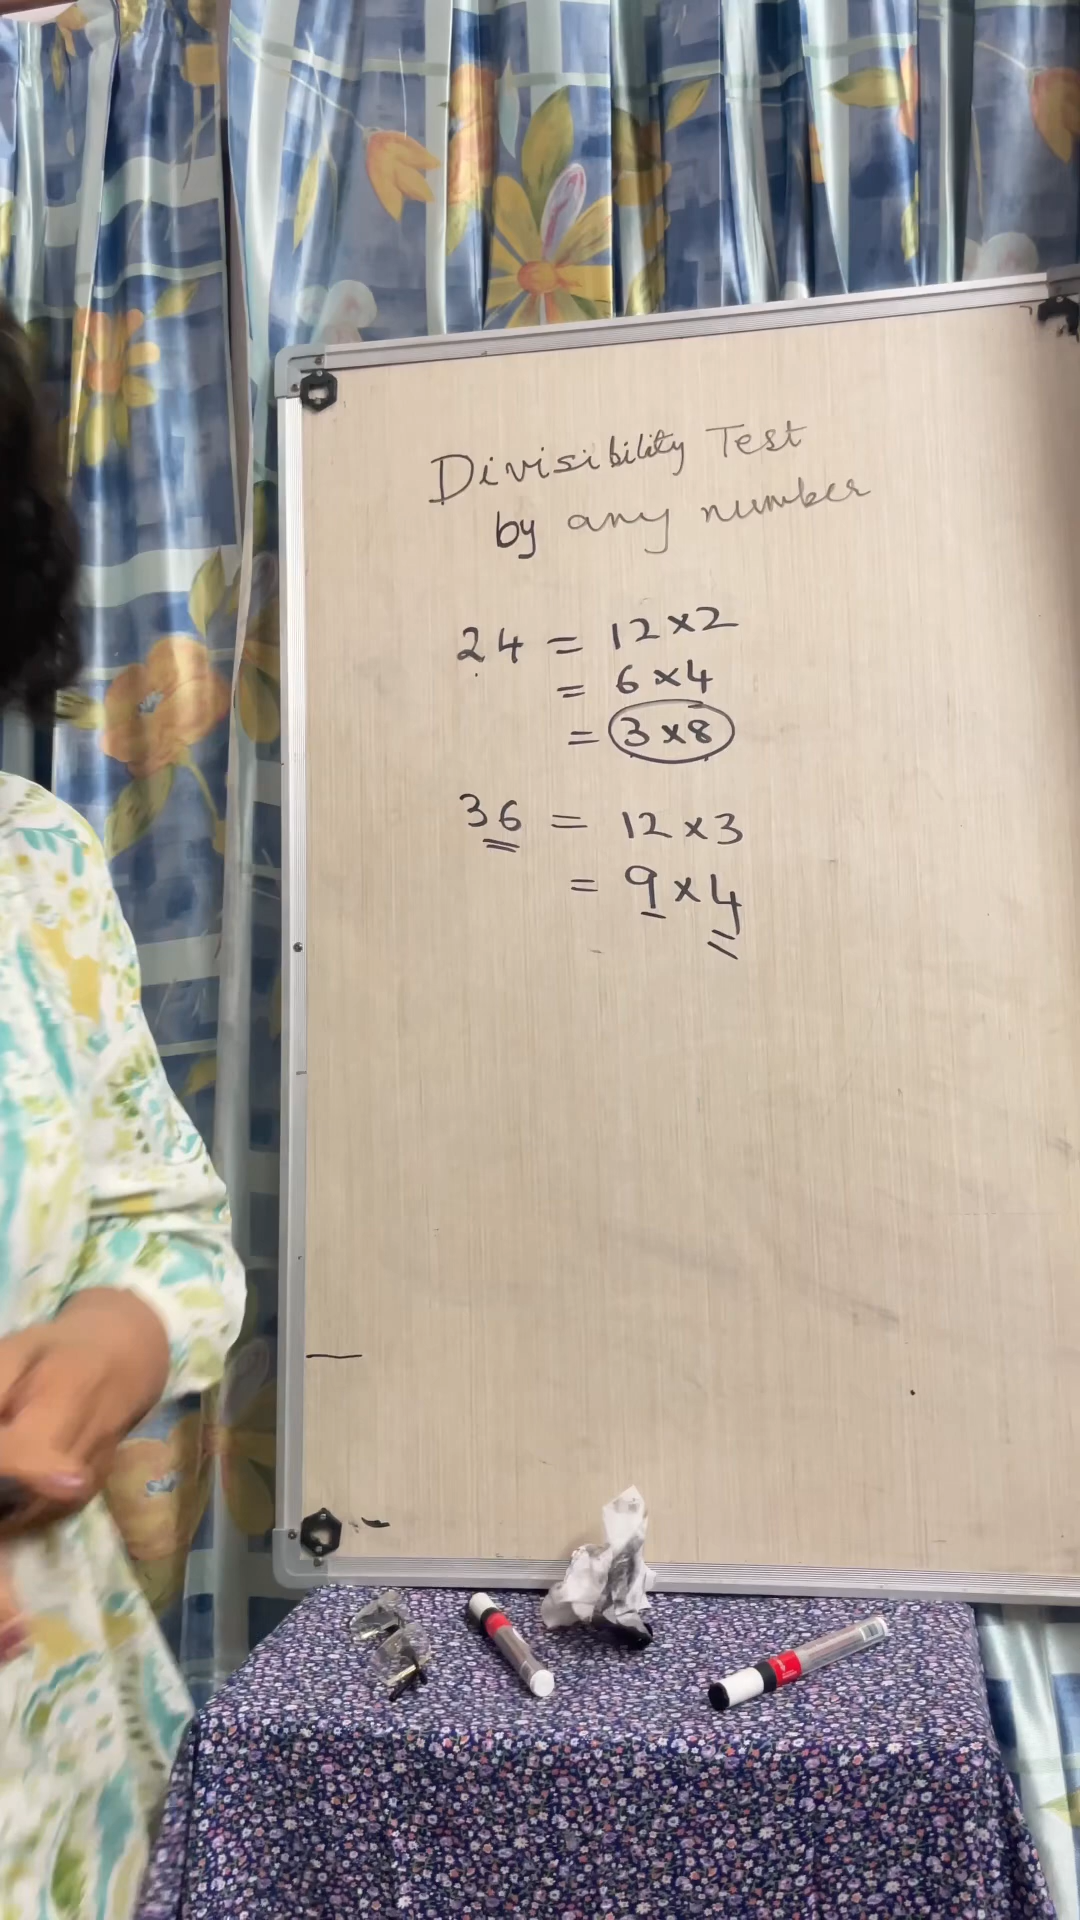 Divisibility Test
by any number
24 = 12 x 2
= 6 x 4
= 3 x 8
36 = 12 x 3
= 9 x 4